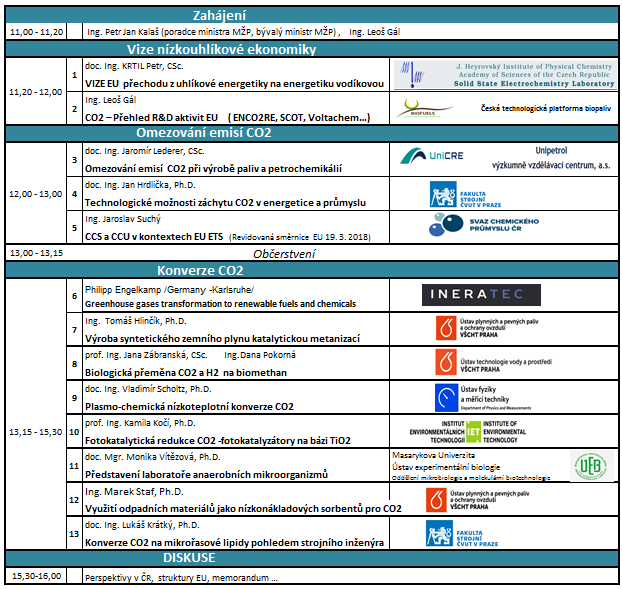 Zahájení
11,00 - 11,20 Ing. Petr Jan Kalaš (poradce ministra MŽP, bývalý ministr MŽP) , Ing. Leoš Gál
Vize nízkouhlíkové ekonomiky
11,20 - 12,00
1 doc. Ing. KRTIL Petr, CSc.
VIZE EU přechodu z uhlíkové energetiky na energetiku vodíkovou
J. Heyrovský Institute of Physical Chemistry
Academy of Sciences of the Czech Republic
Solid State Electrochemistry Laboratory
2 Ing. Leoš Gál
CO2 – Přehled R&D aktivit EU ( ENCO2RE, SCOT, Voltachem...)
BIOFUELS
Česká technologická platforma biopaliv
Omezování emisí CO2
12,00 - 13,00
3 doc. Ing. Jaromír Lederer, CSc.
Omezování emisí CO2 při výrobě paliv a petrochemikálií
UniCRE
Unipetrol
výzkumně vzdělávací centrum, a.s.
4 doc. Ing. Jan Hrdlička, Ph.D.
Technologické možnosti záchytu CO2 v energetice a průmyslu
FAKULTA
STROJNÍ
ČVUT V PRAZE
5 Ing. Jaroslav Suchý
CCS a CCU v kontextech EU ETS (Revidovaná směrnice EU 19. 3. 2018)
SVAZ CHEMICKÉHO
PRŮMYSLU ČR
13,00 - 13,15 Občerstvení
Konverze CO2
13,15 - 15,30
6 Philipp Engelkamp /Germany -Karlsruhe/
Greenhouse gases transformation to renewable fuels and chemicals
INERATEC
7 Ing. Tomáš Hlinčík, Ph.D.
Výroba syntetického zemního plynu katalytickou metanizací
Ústav plynných a pevných paliv
a ochrany ovzduší
VŠCHT PRAHA
8 prof. Ing. Jana Zábranská, CSc. Ing.Dana Pokorná
Biologická přeměna CO2 a H2 na biomethan
Ústav technologie vody a prostředí
VŠCHT PRAHA
9 doc. Ing. Vladimír Scholtz, Ph.D.
Plasmo-chemická nízkoteplotní konverze CO2
Ústav fyziky
a měřicí techniky
Department of Physics and Measurements
10 prof. Ing. Kamila Kočí, Ph.D.
Fotokatalytická redukce CO2 -fotokatalyzátory na bázi TiO2
INSTITUT
ENVIRONMENTÁLNÍCH
TECHNOLOGIÍ
IET
INSTITUTE OF
ENVIRONMENTAL
TECHNOLOGY
11 doc. Mgr. Monika Vítězová, Ph.D.
Představení laboratoře anaerobních mikroorganizmů
Masarykova Univerzita
Ústav experimentální biologie
Oddělení mikrobiologie a molekulární biotechnologie
UEB
12 Ing. Marek Staf, Ph.D.
Využití odpadních materiálů jako nízkonákladových sorbentů pro CO2
Ústav plynných a pevných paliv
a ochrany ovzduší
VŠCHT PRAHA
13 doc. Ing. Lukáš Krátký, Ph.D.
Konverze CO2 na mikrořasové lipidy pohledem strojního inženýra
FAKULTA
STROJNÍ
ČVUT V PRAZE
DISKUSE
15,30-16,00 Perspektivy v ČR, struktury EU, memorandum ...